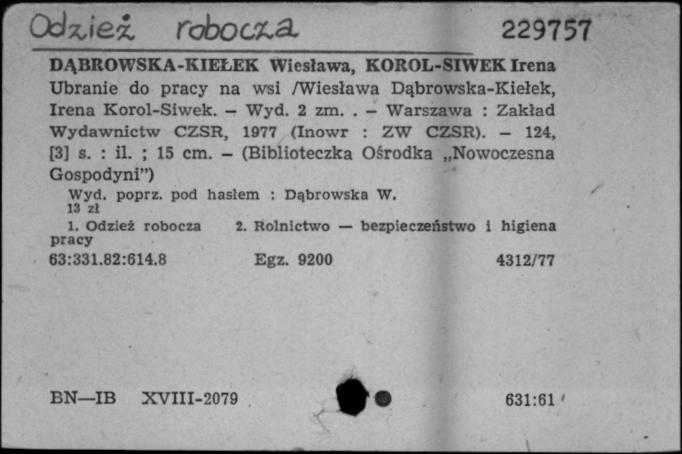 Odzież robocza 229757
DĄBROWSKA-KIEŁEK Wiesława, KOROL-SIWEK Irena
Ubranie do pracy na wsi /Wiesława Dąbrowska-Kiełek,
Irena Korol-Siwek. — Wyd. 2 zm. . — Warszawa : Zakład
Wydawnictw CZSR, 1977 (Inowr : ZW CZSR). — 124,
[3] s. : il. ; 15 cm. — (Biblioteczka Ośrodka „Nowoczesna
Gospodyni”)
Wyd. poprz. pod hasłem : Dąbrowska W.
13 zł
1. Odzież robocza 2. Rolnictwo — bezpieczeństwo i higiena
pracy
63:331.82:614.8 Egz. 9200 4312/77
BN—IB XVIII-2079 631:61